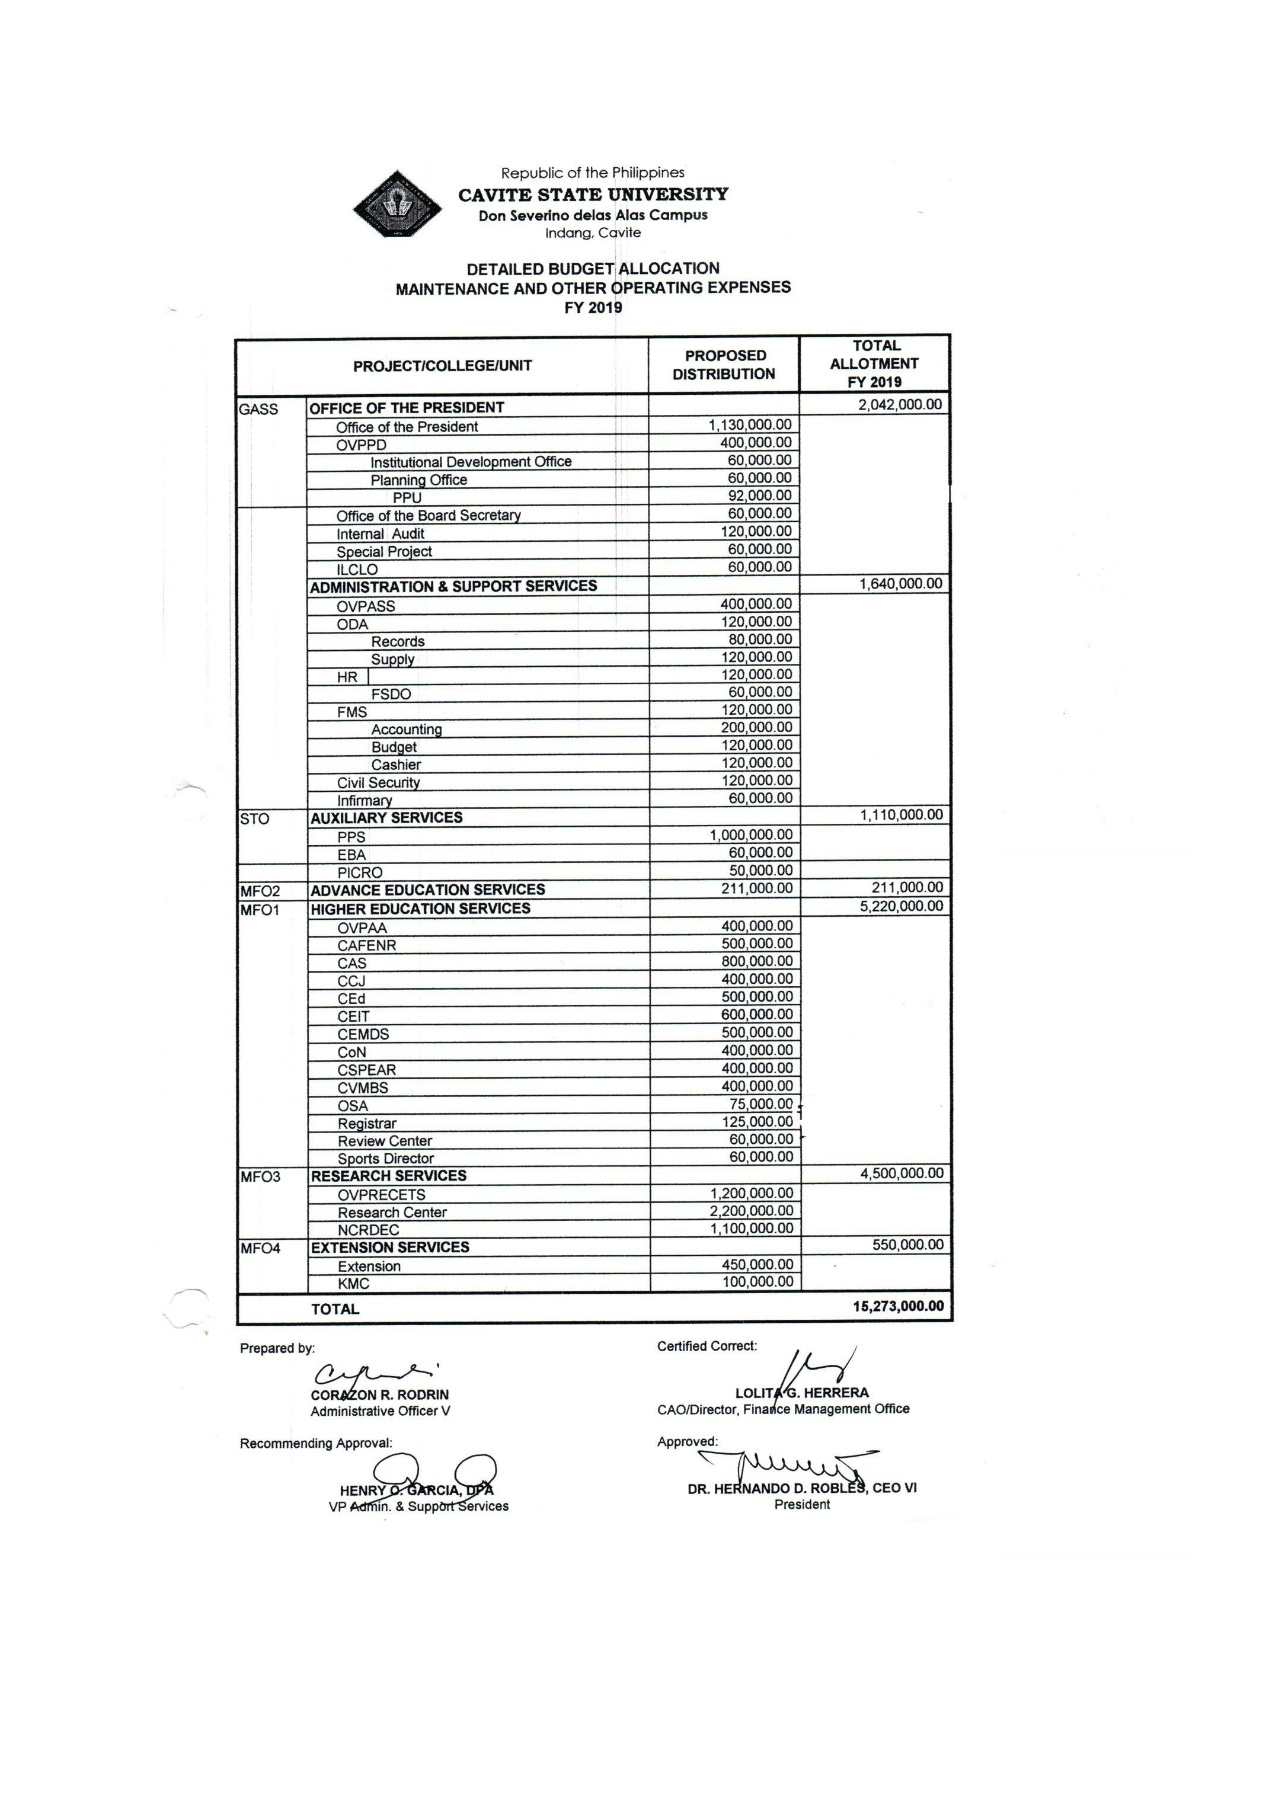 Republic of the Philippines
CAVITE STATE UNIVERSITY
Don Severino delas Alas Campus
Indang, Cavite
DETAILED BUDGET ALLOCATION
MAINTENANCE AND OTHER OPERATING EXPENSES
FY 2019
PROJECT/COLLEGE/UNIT PROPOSED DISTRIBUTION TOTAL ALLOTMENT FY 2019
GASS OFFICE OF THE PRESIDENT 2,042,000.00
Office of the President 1,130,000.00
OVPPD 400,000.00
Institutional Development Office 60,000.00
Planning Office 60,000.00
PPU 92,000.00
Office of the Board Secretary 60,000.00
Internal Audit 120,000.00
Special Project 60,000.00
ILCLO 60,000.00
ADMINISTRATION & SUPPORT SERVICES 1,640,000.00
OVPASS 400,000.00
ODA 120,000.00
Records 80,000.00
Supply 120,000.00
HR 120,000.00
FSDO 60,000.00
FMS 120,000.00
Accounting 200,000.00
Budget 120,000.00
Cashier 120,000.00
Civil Security 120,000.00
Infirmary 60,000.00
STO AUXILIARY SERVICES 1,110,000.00
PPS 1,000,000.00
EBA 60,000.00
PICRO 50,000.00
MFO2 ADVANCE EDUCATION SERVICES 211,000.00 211,000.00
MFO1 HIGHER EDUCATION SERVICES 5,220,000.00
OVPAA 400,000.00
CAFENR 500,000.00
CAS 800,000.00
CCJ 400,000.00
CEd 500,000.00
CEIT 600,000.00
CEMDS 500,000.00
CoN 400,000.00
CSPEAR 400,000.00
CVMBS 400,000.00
OSA 75,000.00
Registrar 125,000.00
Review Center 60,000.00
Sports Director 60,000.00
MFO3 RESEARCH SERVICES 4,500,000.00
OVPRECETS 1,200,000.00
Research Center 2,200,000.00
NCRDEC 1,100,000.00
MFO4 EXTENSION SERVICES 550,000.00
Extension 450,000.00
KMC 100,000.00
TOTAL 15,273,000.00
Prepared by: Certified Correct:
CORAZON R. RODRIN LOLITA G. HERRERA
Administrative Officer V CAO/Director, Finance Management Office
Recommending Approval: Approved:
HENRY O. GARCIA, DPA DR. HERNANDO D. ROBLES, CEO VI
VP Admin. & Support Services President